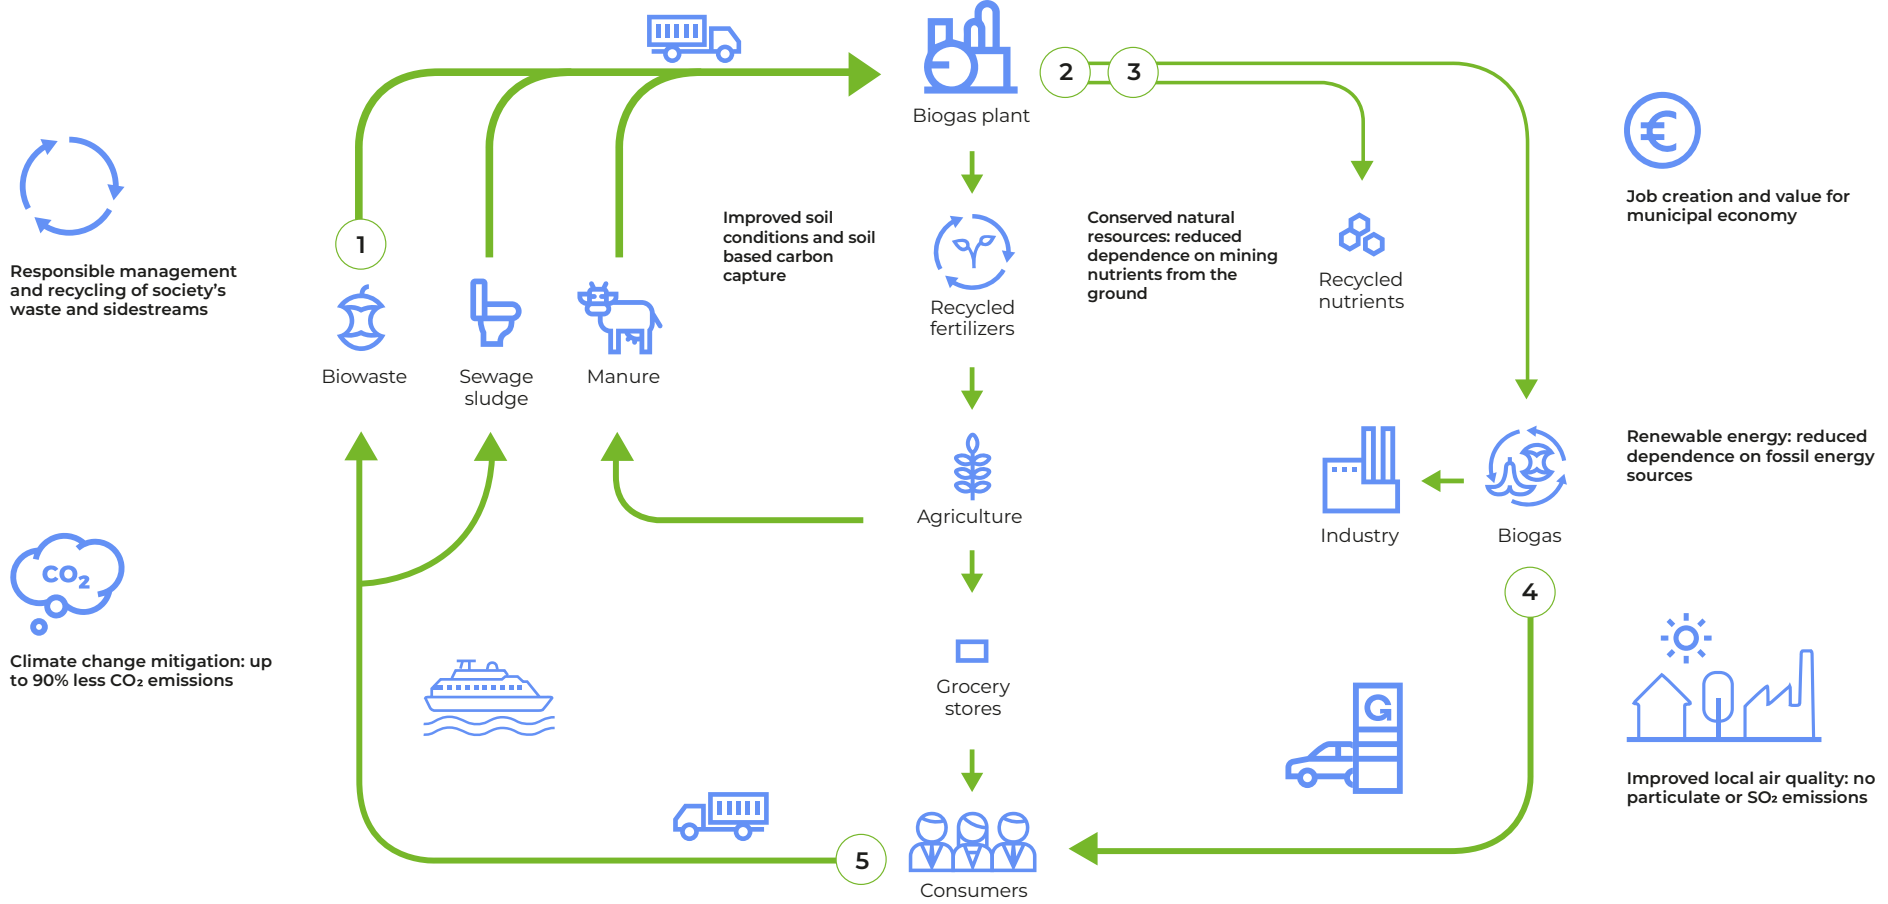 Biogas plant
2
3
€
Job creation and value for
municipal economy
Responsible management
and recycling of society’s
waste and sidestreams
1
Biowaste
Sewage
sludge
Manure
Improved soil
conditions and soil
based carbon
capture
Recycled
fertilizers
Conserved natural
resources: reduced
dependence on mining
nutrients from the
ground
Recycled
nutrients
Agriculture
Industry
Biogas
Renewable energy: reduced
dependence on fossil energy
sources
CO₂
Climate change mitigation: up
to 90% less CO₂ emissions
4
Grocery
stores
G
Improved local air quality: no
particulate or SO₂ emissions
5
Consumers